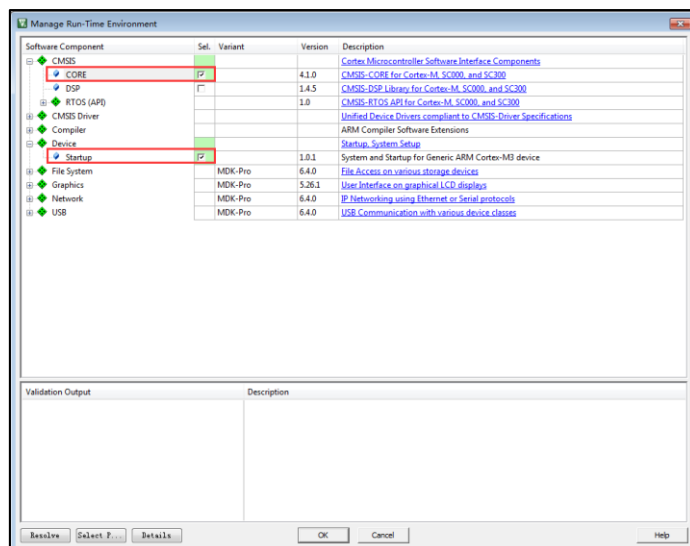 Manage Run-Time Environment
Software Component Sel. Variant Version Description
CMSIS Cortex Microcontroller Software Interface Components
CORE 4.1.0 CMSIS-CORE for Cortex-M, SC000, and SC300
DSP 1.4.5 CMSIS-DSP Library for Cortex-M, SC000, and SC300
RTOS (API) 1.0 CMSIS-RTOS API for Cortex-M, SC000, and SC300
CMSIS Driver Unified Device Drivers compliant to CMSIS-Driver Specifications
Compiler ARM Compiler Software Extensions
Device Startup, System Setup
Startup 1.0.1 System and Startup for Generic ARM Cortex-M3 device
File System MDK-Pro 6.4.0 File Access on various storage devices
Graphics MDK-Pro 5.26.1 User Interface on graphical LCD displays
Network MDK-Pro 6.4.0 IP Networking using Ethernet or Serial protocols
USB MDK-Pro 6.4.0 USB Communication with various device classes
Validation Output Description
Resolve Select P... Details OK Cancel Help